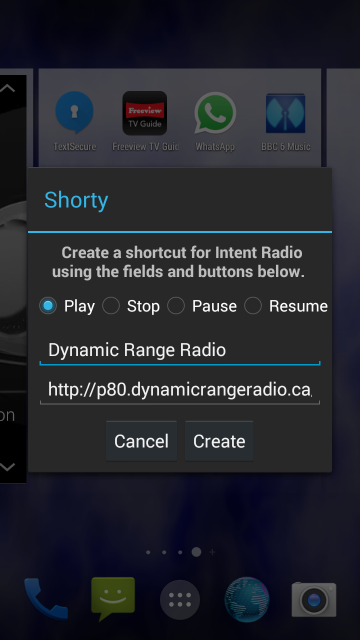 Freeview
TV Guide
TextSecure
Freeview TV Guic
WhatsApp
BBC 6 Music
Shorty
Create a shortcut for Intent Radio
using the fields and buttons below.
Play
Stop
Pause
Resume
Dynamic Range Radio
on
http://p80.dynamicrangeradio.ca
Cancel
Create